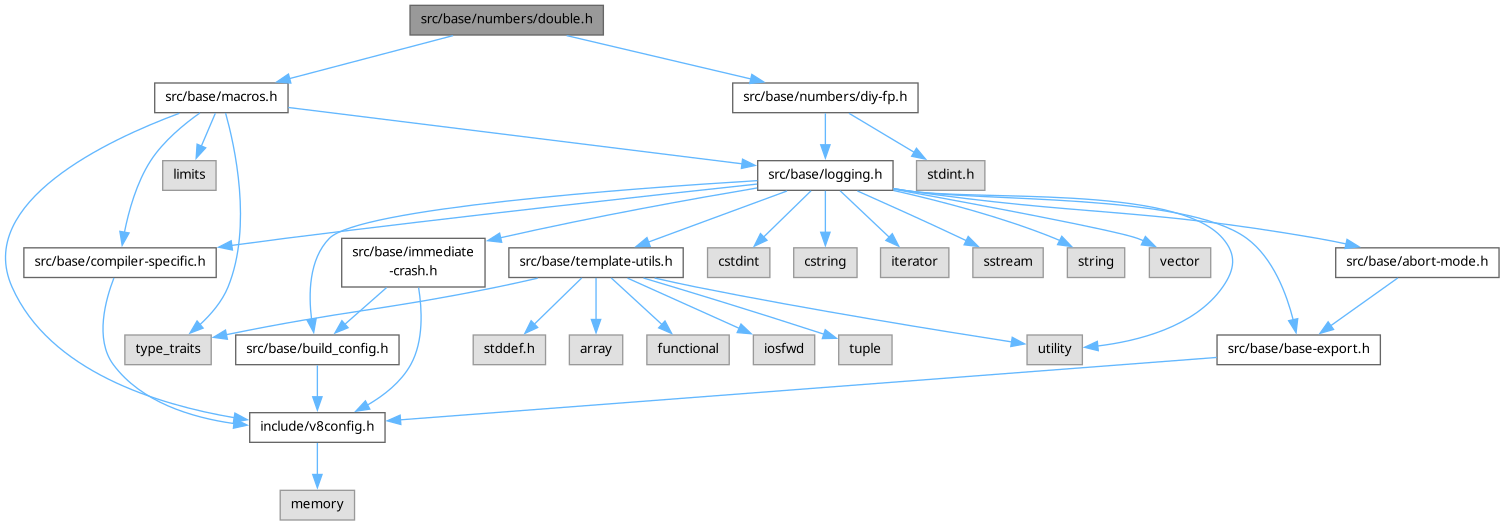 src/base/numbers/double.h
src/base/macros.h
src/base/numbers/diy-fp.h
limits
src/base/logging.h
stdint.h
src/base/compiler-specific.h
src/base/immediate
-crash.h
src/base/template-utils.h
cstdint
cstring
iterator
sstream
string
vector
src/base/abort-mode.h
type_traits
src/base/build_config.h
stddef.h
array
functional
iosfwd
tuple
utility
src/base/base-export.h
include/v8config.h
memory